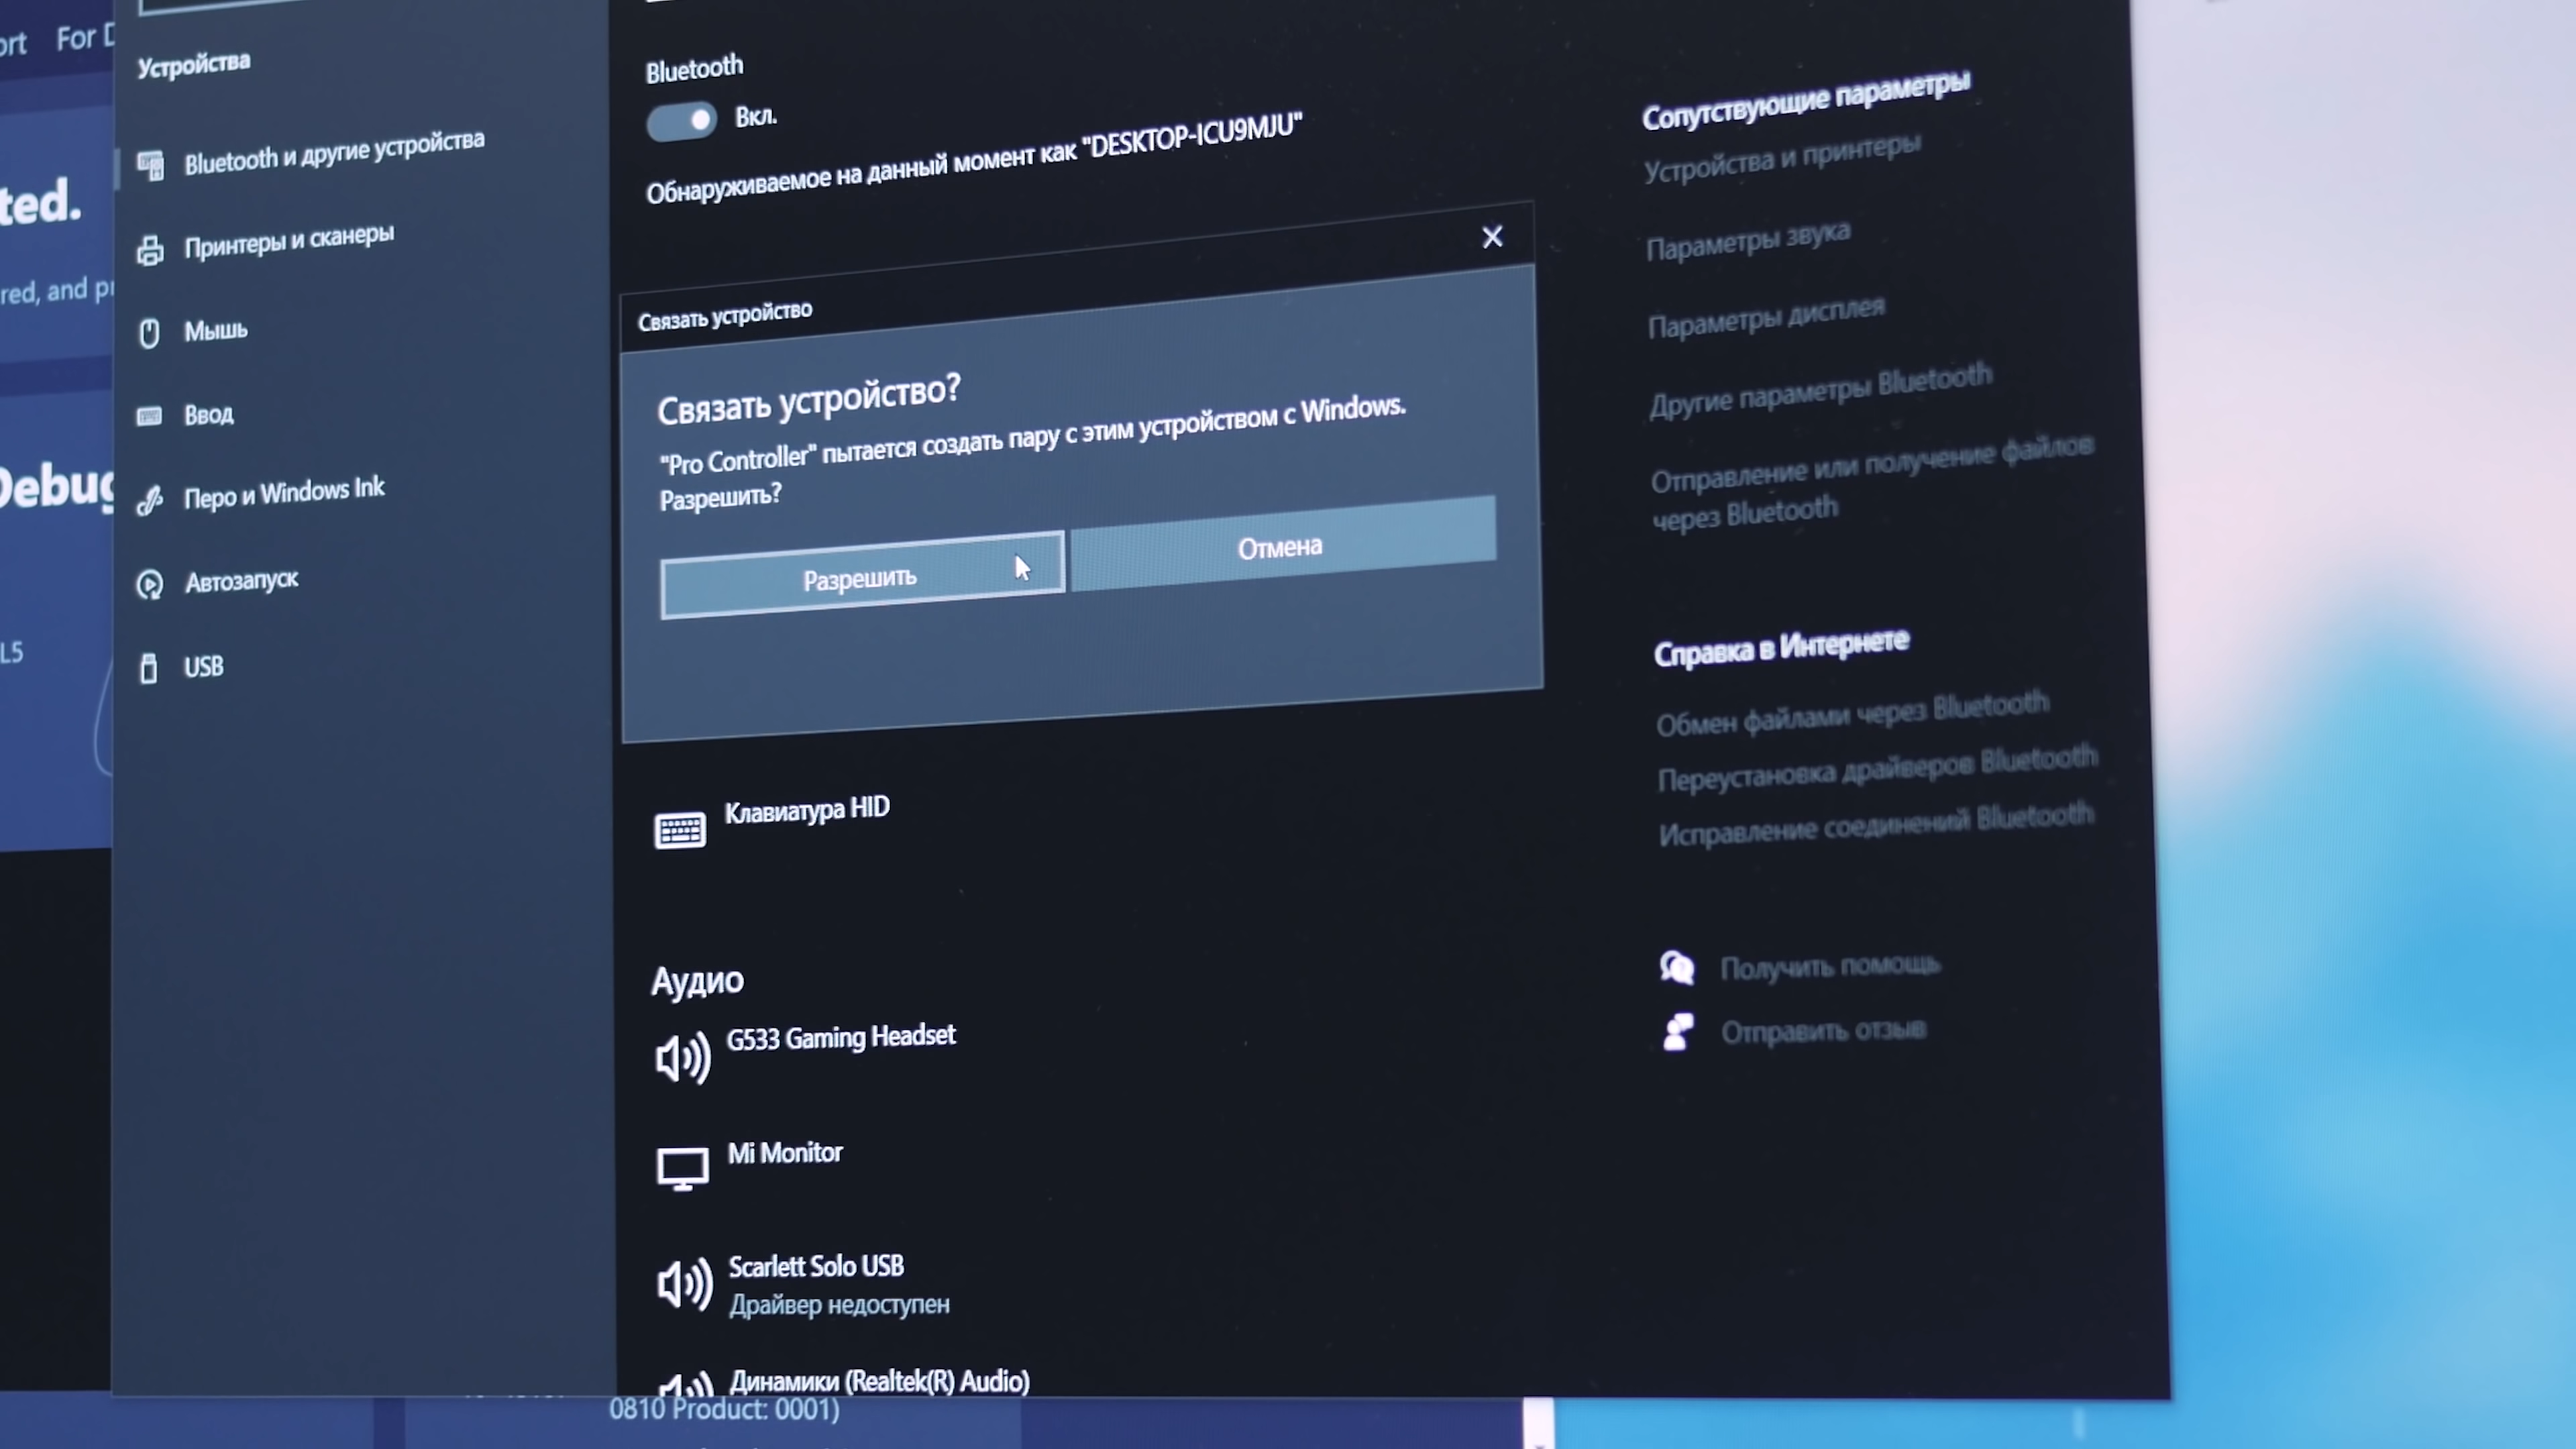 For
Устройства
Bluetooth и другие устройства
Принтеры и сканеры
Мышь
Ввод
Перо и Windows Ink
Автозапуск
USB
ted.
red, and
Debug
L5
Bluetooth
Вкл.
Обнаруживаемое на данный момент как "DESKTOP-ICU9MJU"
Связать устройство
Связать устройство?
"Pro Controller" пытается создать пару с этим устройством с Windows.
Разрешить?
Разрешить
Отмена
Клавиатура HID
Аудио
G533 Gaming Headset
Mi Monitor
Scarlett Solo USB
Драйвер недоступен
Динамики (Realtek(R) Audio)
0810 Product: 0001)
Сопутствующие параметры
Устройства и принтеры
Параметры звука
Параметры дисплея
Другие параметры Bluetooth
Отправление или получение файлов
через Bluetooth
Справка в Интернете
Обмен файлами через Bluetooth
Переустановка драйверов Bluetooth
Исправление соединений Bluetooth
Получить помощь
Отправить отзыв